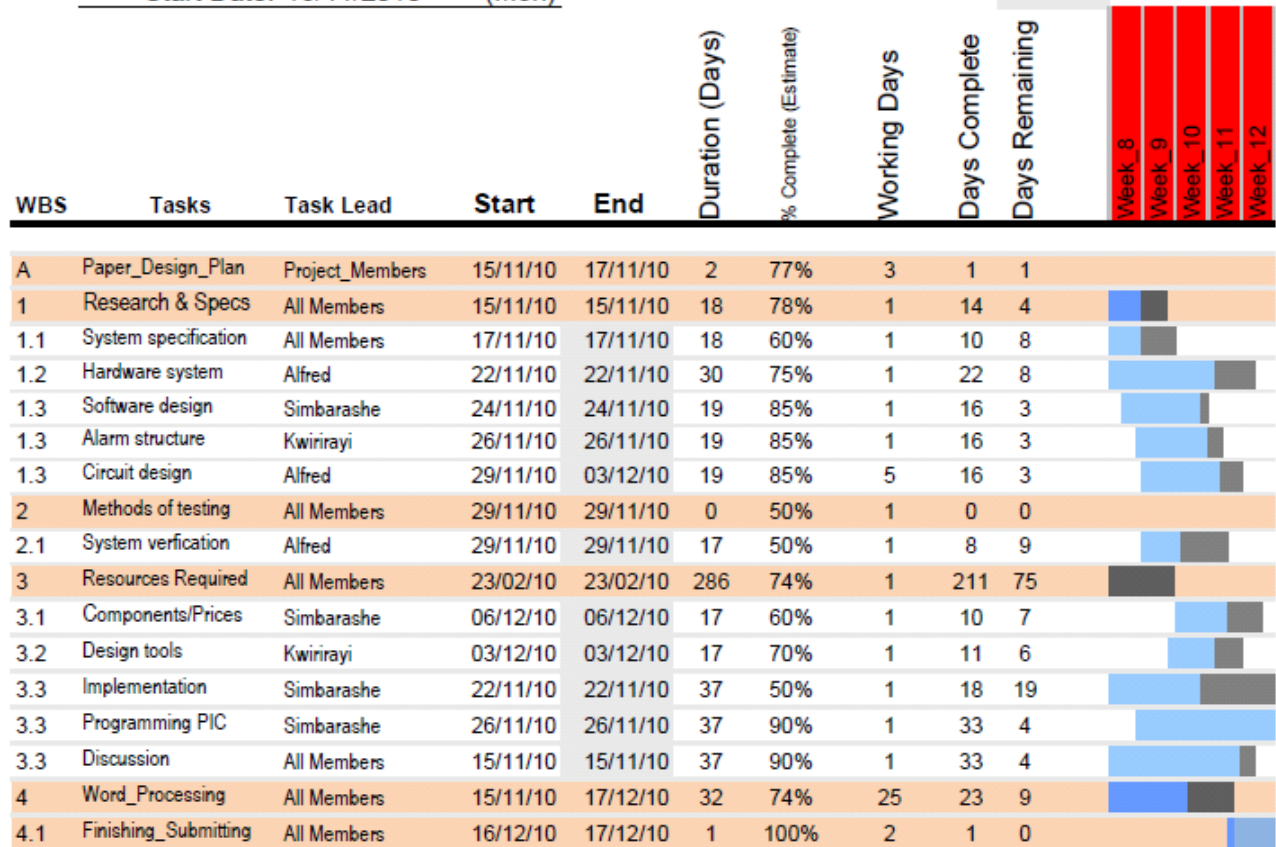 (Mon)
Duration (Days)
% Complete (Estimate)
Working Days
Days Complete
Days Remaining
Week_8
Week_9
Week_10
Week_11
Week_12
WBS Tasks Task Lead Start End
A Paper_Design_Plan Project_Members 15/11/10 17/11/10 2 77% 3 1 1
1 Research & Specs All Members 15/11/10 15/11/10 18 78% 1 14 4
1.1 System specification All Members 17/11/10 17/11/10 18 60% 1 10 8
1.2 Hardware system Alfred 22/11/10 22/11/10 30 75% 1 22 8
1.3 Software design Simbarashe 24/11/10 24/11/10 19 85% 1 16 3
1.3 Alarm structure Kwirirayi 26/11/10 26/11/10 19 85% 1 16 3
1.3 Circuit design Alfred 29/11/10 03/12/10 19 85% 5 16 3
2 Methods of testing All Members 29/11/10 29/11/10 0 50% 1 0 0
2.1 System verfication Alfred 29/11/10 29/11/10 17 50% 1 8 9
3 Resources Required All Members 23/02/10 23/02/10 286 74% 1 211 75
3.1 Components/Prices Simbarashe 06/12/10 06/12/10 17 60% 1 10 7
3.2 Design tools Kwirirayi 03/12/10 03/12/10 17 70% 1 11 6
3.3 Implementation Simbarashe 22/11/10 22/11/10 37 50% 1 18 19
3.3 Programming PIC Simbarashe 26/11/10 26/11/10 37 90% 1 33 4
3.3 Discussion All Members 15/11/10 15/11/10 37 90% 1 33 4
4 Word_Processing All Members 15/11/10 17/12/10 32 74% 25 23 9
4.1 Finishing_Submitting All Members 16/12/10 17/12/10 1 100% 2 1 0